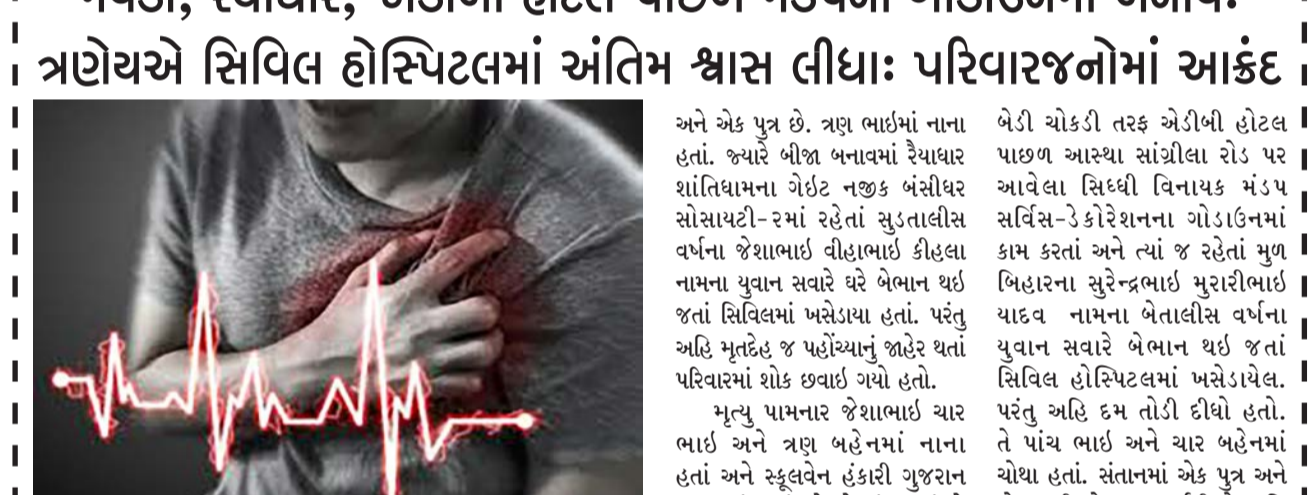 ત્રણેયએ સિવિલ હોસ્પિટલમાં અંતિમ શ્વાસ લીધાઃ પરિવારજનોમાં આક્રંદ
અને એક પુત્ર છે. ત્રણ ભાઇમાં નાના
હતાં. જ્યારે બીજા બનાવમાં રૈયાધાર
શાંતિધામના ગેઇટ નજીક બંસીધર
સોસાયટી-૨માં રહેતાં સુડતાલીસ
વર્ષના જેશાભાઇ વીહાભાઇ કીહલા
નામના યુવાન સવારે ઘરે બેભાન થઇ
જતાં સિવિલમાં ખસેડાયા હતાં. પરંતુ
અહિ મૃતદેહ જ પહોંચ્યાનું જાહેર થતાં
પરિવારમાં શોક છવાઇ ગયો હતો.
મૃત્યુ પામનાર જેશાભાઇ ચાર
ભાઇ અને ત્રણ બહેનમાં નાના
હતાં અને સ્કૂલવેન હંકારી ગુજરાન
બેડી ચોકડી તરફ એડીબી હોટલ
પાછળ આસ્થા સાંગ્રીલા રોડ પર
આવેલા સિધ્ધી વિનાયક મંડપ
સર્વિસ-ડેકોરેશનના ગોડાઉનમાં
કામ કરતાં અને ત્યાં જ રહેતાં મુળ
બિહારના સુરેન્દ્રભાઇ મુરારીભાઇ
યાદવ નામના બેતાલીસ વર્ષના
યુવાન સવારે બેભાન થઇ જતાં
સિવિલ હોસ્પિટલમાં ખસેડાયેલ.
પરંતુ અહિ દમ તોડી દીધો હતો.
તે પાંચ ભાઇ અને ચાર બહેનમાં
ચોથા હતાં. સંતાનમાં એક પુત્ર અને